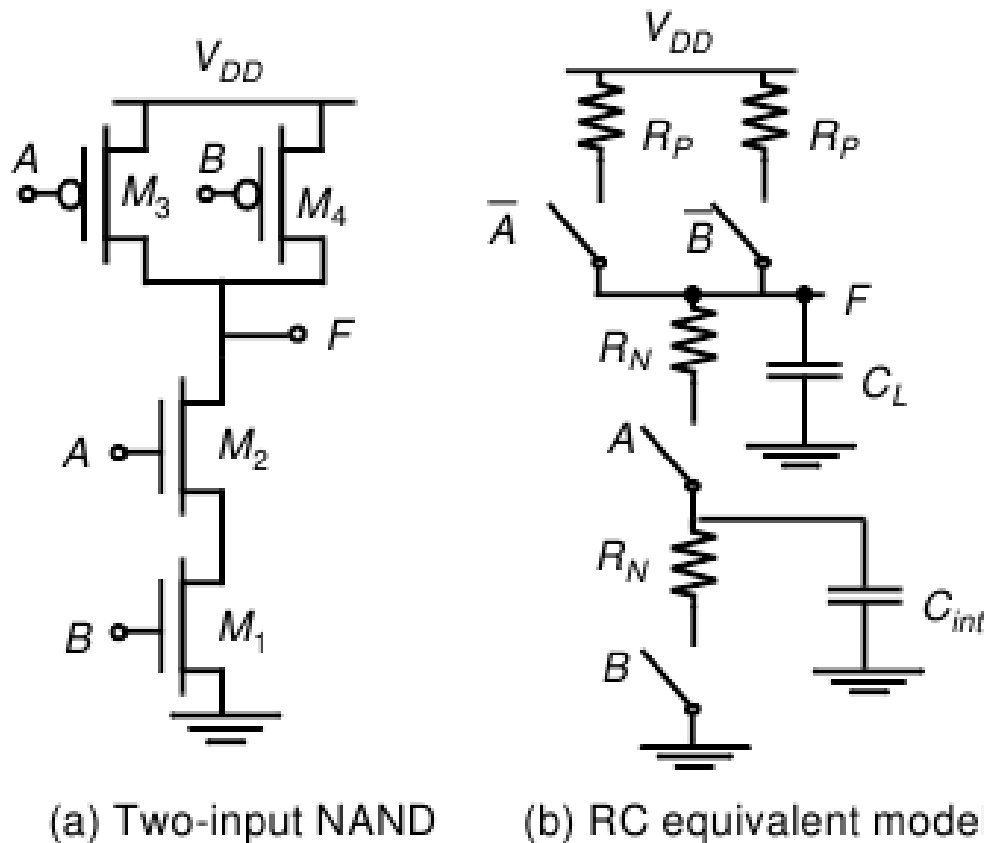 V_DD
A
M_3
B
M_4
F
A
M_2
B
M_1
(a) Two-input NAND
V_DD
R_P
R_P
A̅
B̅
F
R_N
C_L
A
R_N
C_int
B
(b) RC equivalent model